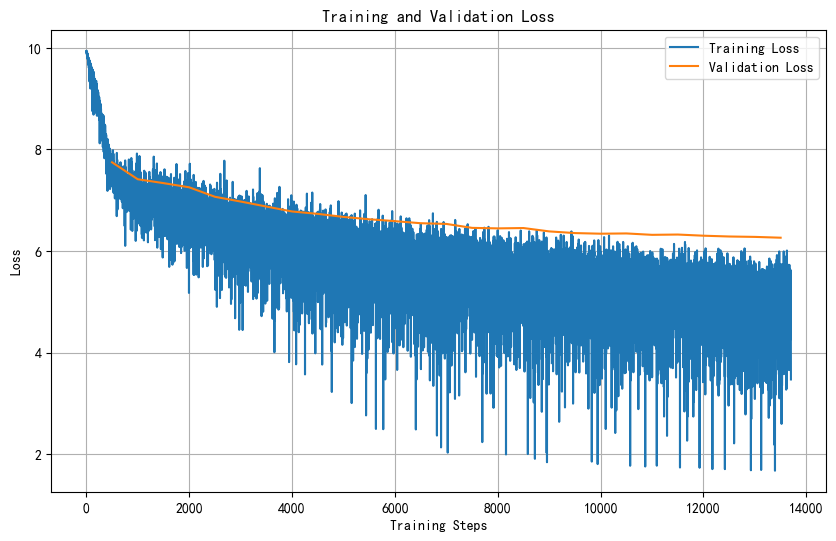 Training and Validation Loss
Training Loss
Validation Loss
10
8
6
4
2
Loss
0
2000
4000
6000
8000
10000
12000
14000
Training Steps